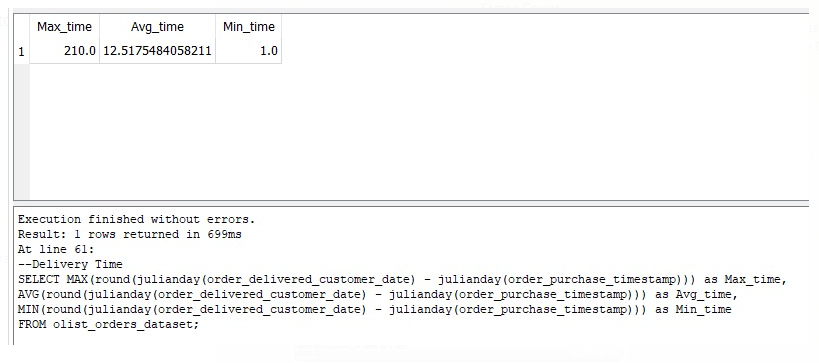 Max_time Avg_time Min_time
1 210.0 12.5175484058211 1.0
Execution finished without errors.
Result: 1 rows returned in 699ms
At line 61:
--Delivery Time
SELECT MAX(round(julianday(order_delivered_customer_date) - julianday(order_purchase_timestamp))) as Max_time,
AVG(round(julianday(order_delivered_customer_date) - julianday(order_purchase_timestamp))) as Avg_time,
MIN(round(julianday(order_delivered_customer_date) - julianday(order_purchase_timestamp))) as Min_time
FROM olist_orders_dataset;